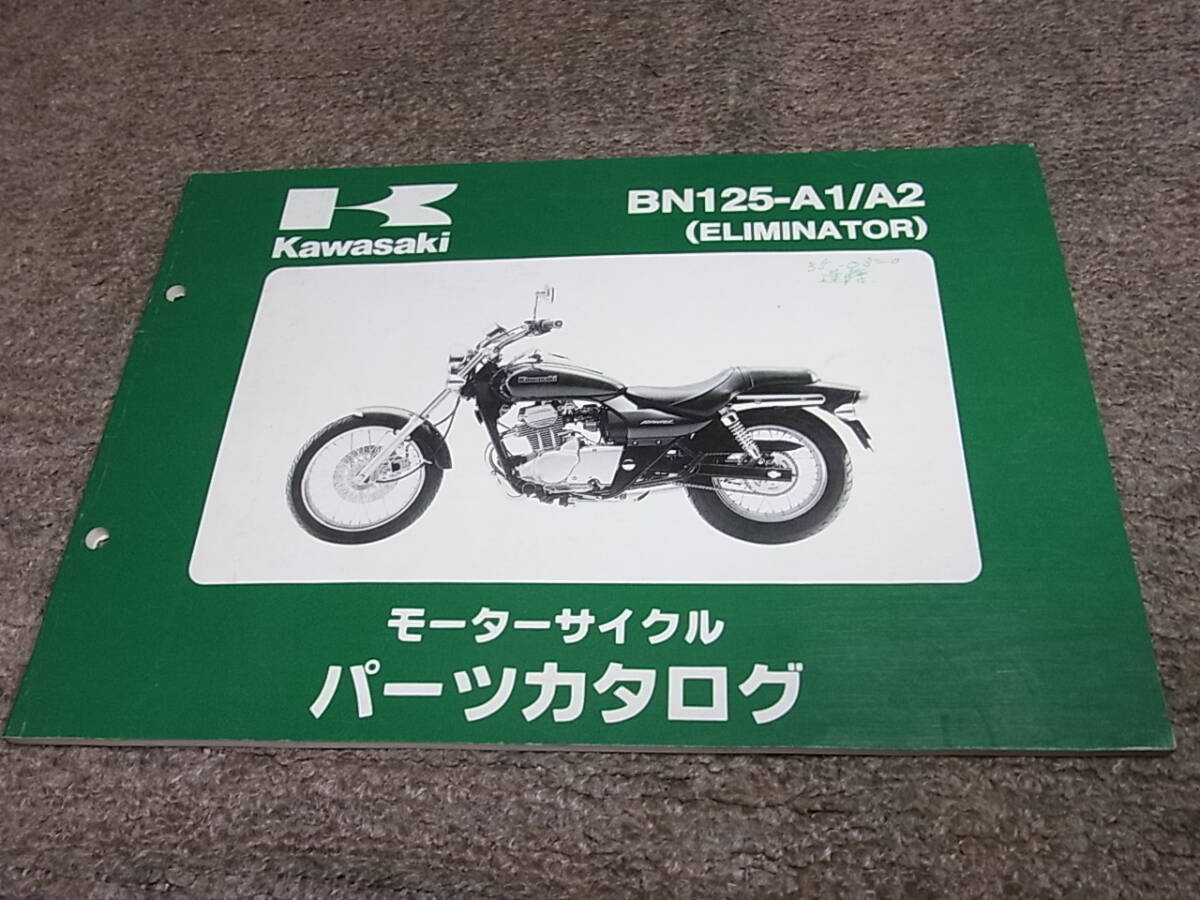 Kawasaki
BN125-A1/A2
(ELIMINATOR)
Kawasaki
モーターサイクル
パーツカタログ